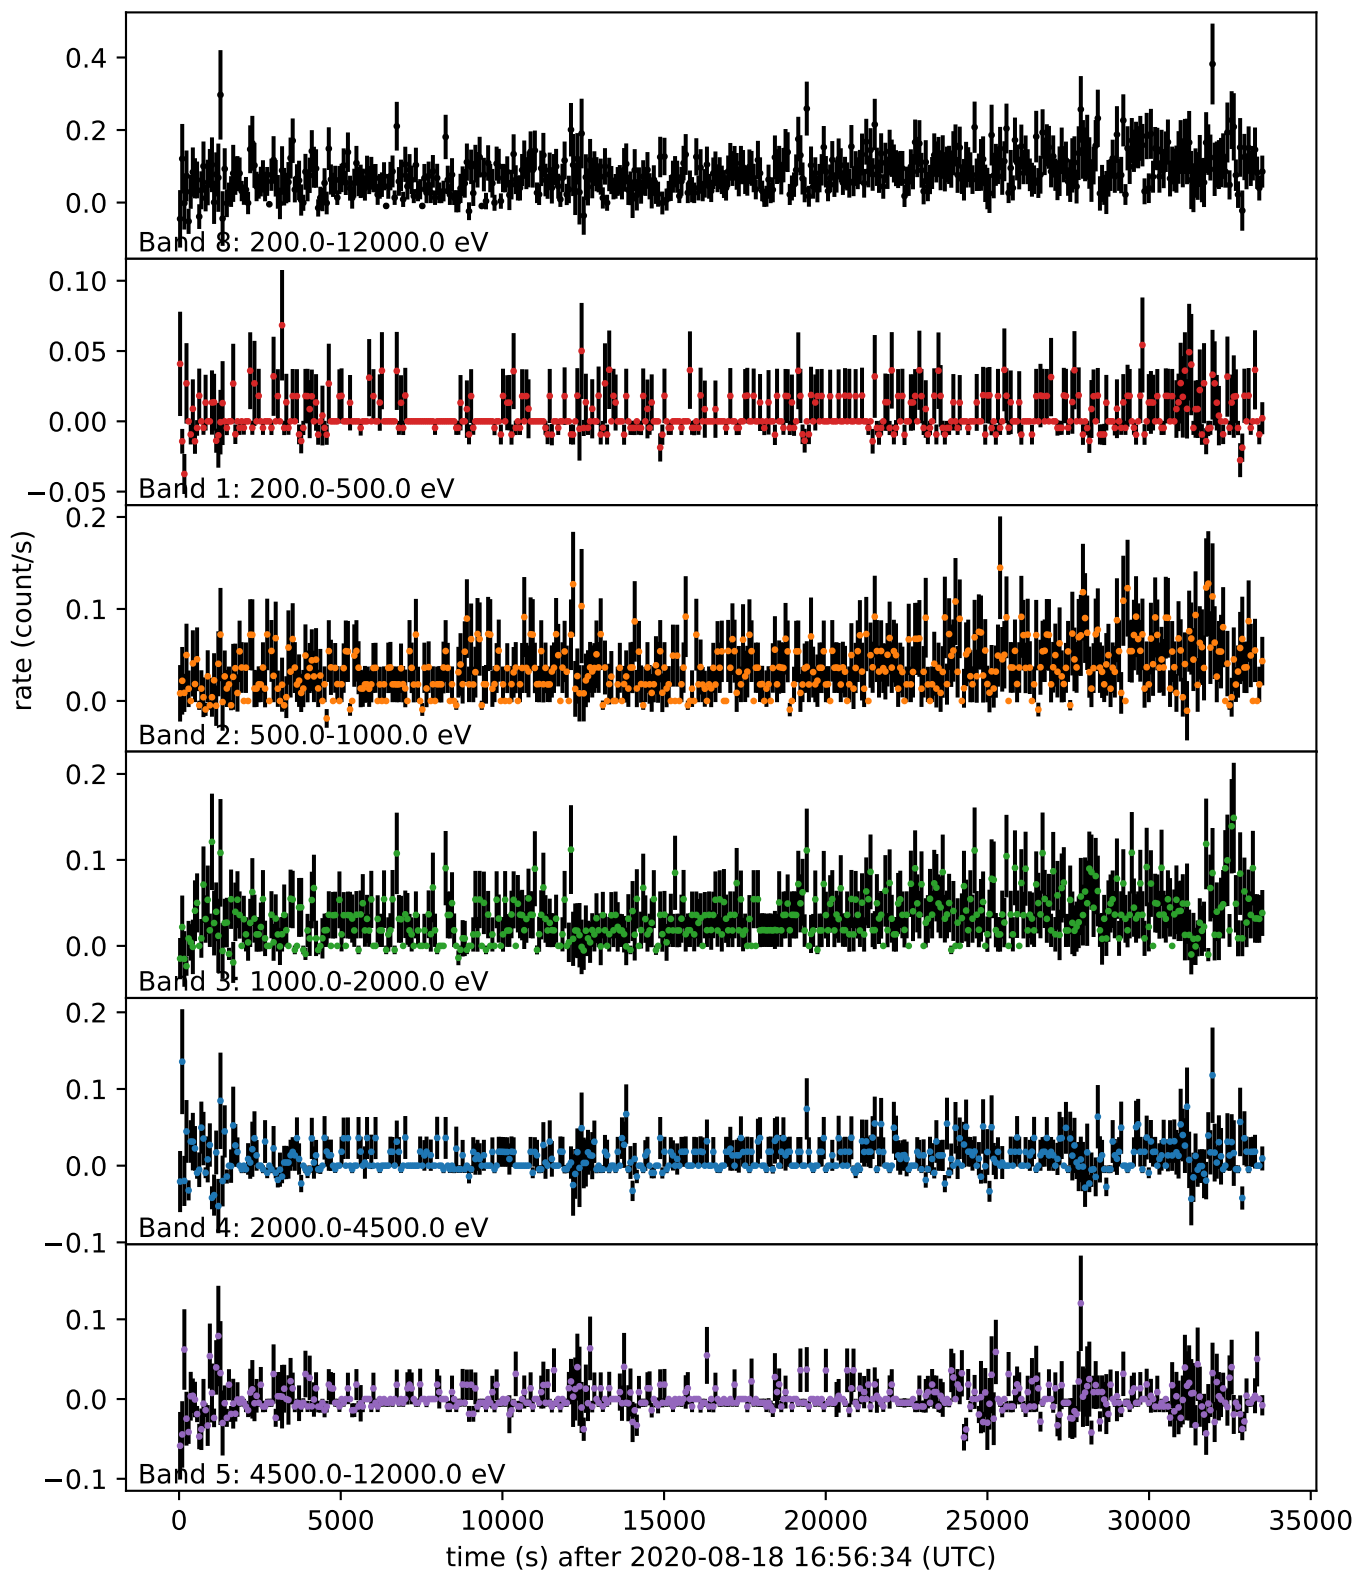 0.4
0.2
0.0
Band 8: 200.0-12000.0 eV
0.10
0.05
0.00
−0.05
Band 1: 200.0-500.0 eV
0.2
0.1
0.0
Band 2: 500.0-1000.0 eV
rate (count/s)
0.2
0.1
0.0
Band 3: 1000.0-2000.0 eV
0.2
0.1
0.0
−0.1
Band 4: 2000.0-4500.0 eV
0.1
0.0
−0.1
Band 5: 4500.0-12000.0 eV
0 5000 10000 15000 20000 25000 30000 35000
time (s) after 2020-08-18 16:56:34 (UTC)